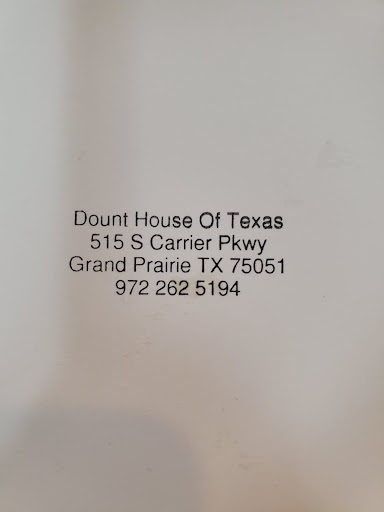 Dount House Of Texas
515 S Carrier Pkwy
Grand Prairie TX 75051
972 262 5194